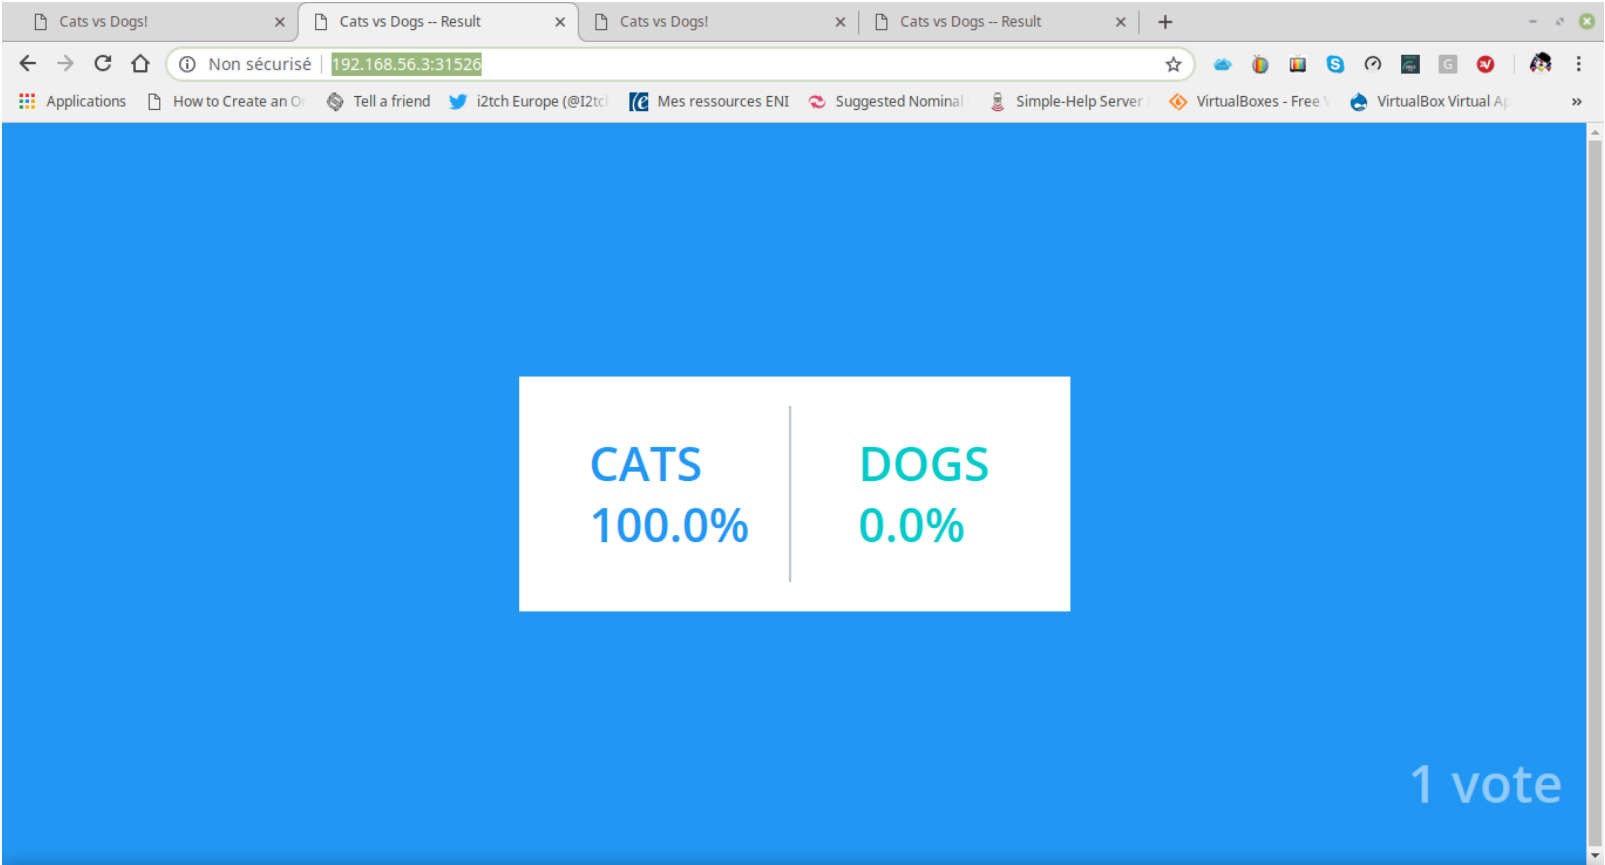 Cats vs Dogs!
Cats vs Dogs -- Result
Cats vs Dogs!
Cats vs Dogs -- Result
Non sécurisé
192.168.56.3:31526
G
Applications
How to Create an
Tell a friend
i2tch Europe (@I2tc
Mes ressources ENI
Suggested Nominal
Simple-Help Server
VirtualBoxes - Free
VirtualBox Virtual Ap
CATS
100.0%
DOGS
0.0%
1 vote